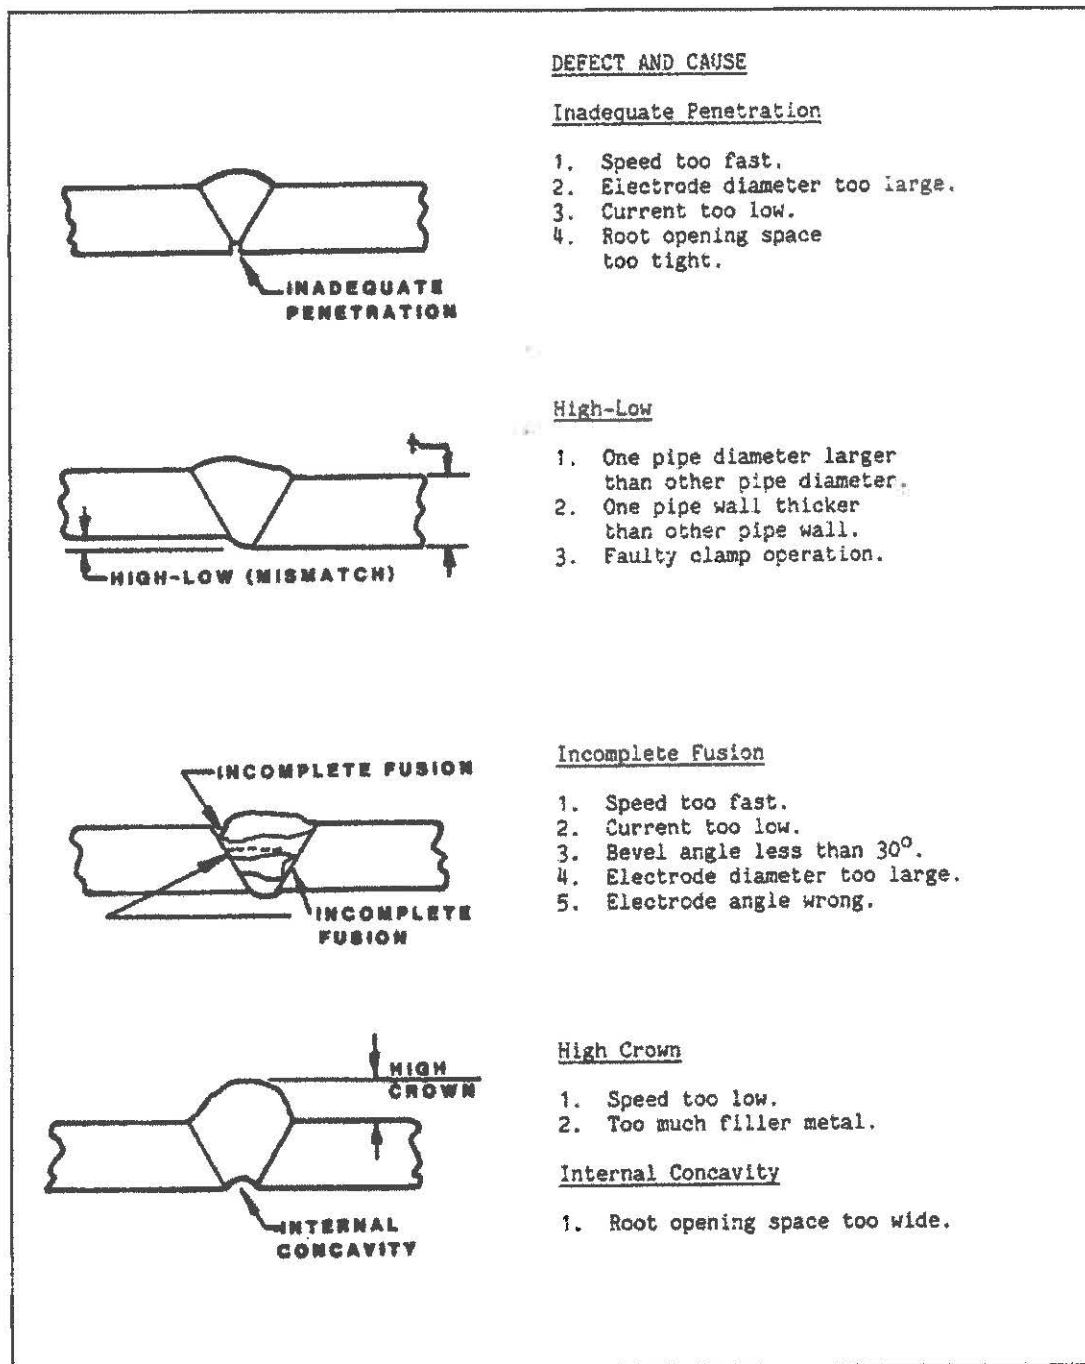 DEFECT AND CAUSE
Inadequate Penetration
1. Speed too fast.
2. Electrode diameter too large.
3. Current too low.
4. Root opening space
too tight.
INADEQUATE
PENETRATION
High-Low
1. One pipe diameter larger
than other pipe diameter.
2. One pipe wall thicker
than other pipe wall.
3. Faulty clamp operation.
t
HIGH-LOW (MISMATCH)
Incomplete Fusion
1. Speed too fast.
2. Current too low.
3. Bevel angle less than 30°.
4. Electrode diameter too large.
5. Electrode angle wrong.
INCOMPLETE FUSION
INCOMPLETE
FUSION
High Crown
1. Speed too low.
2. Too much filler metal.
HIGH
CROWN
Internal Concavity
1. Root opening space too wide.
INTERNAL
CONCAVITY